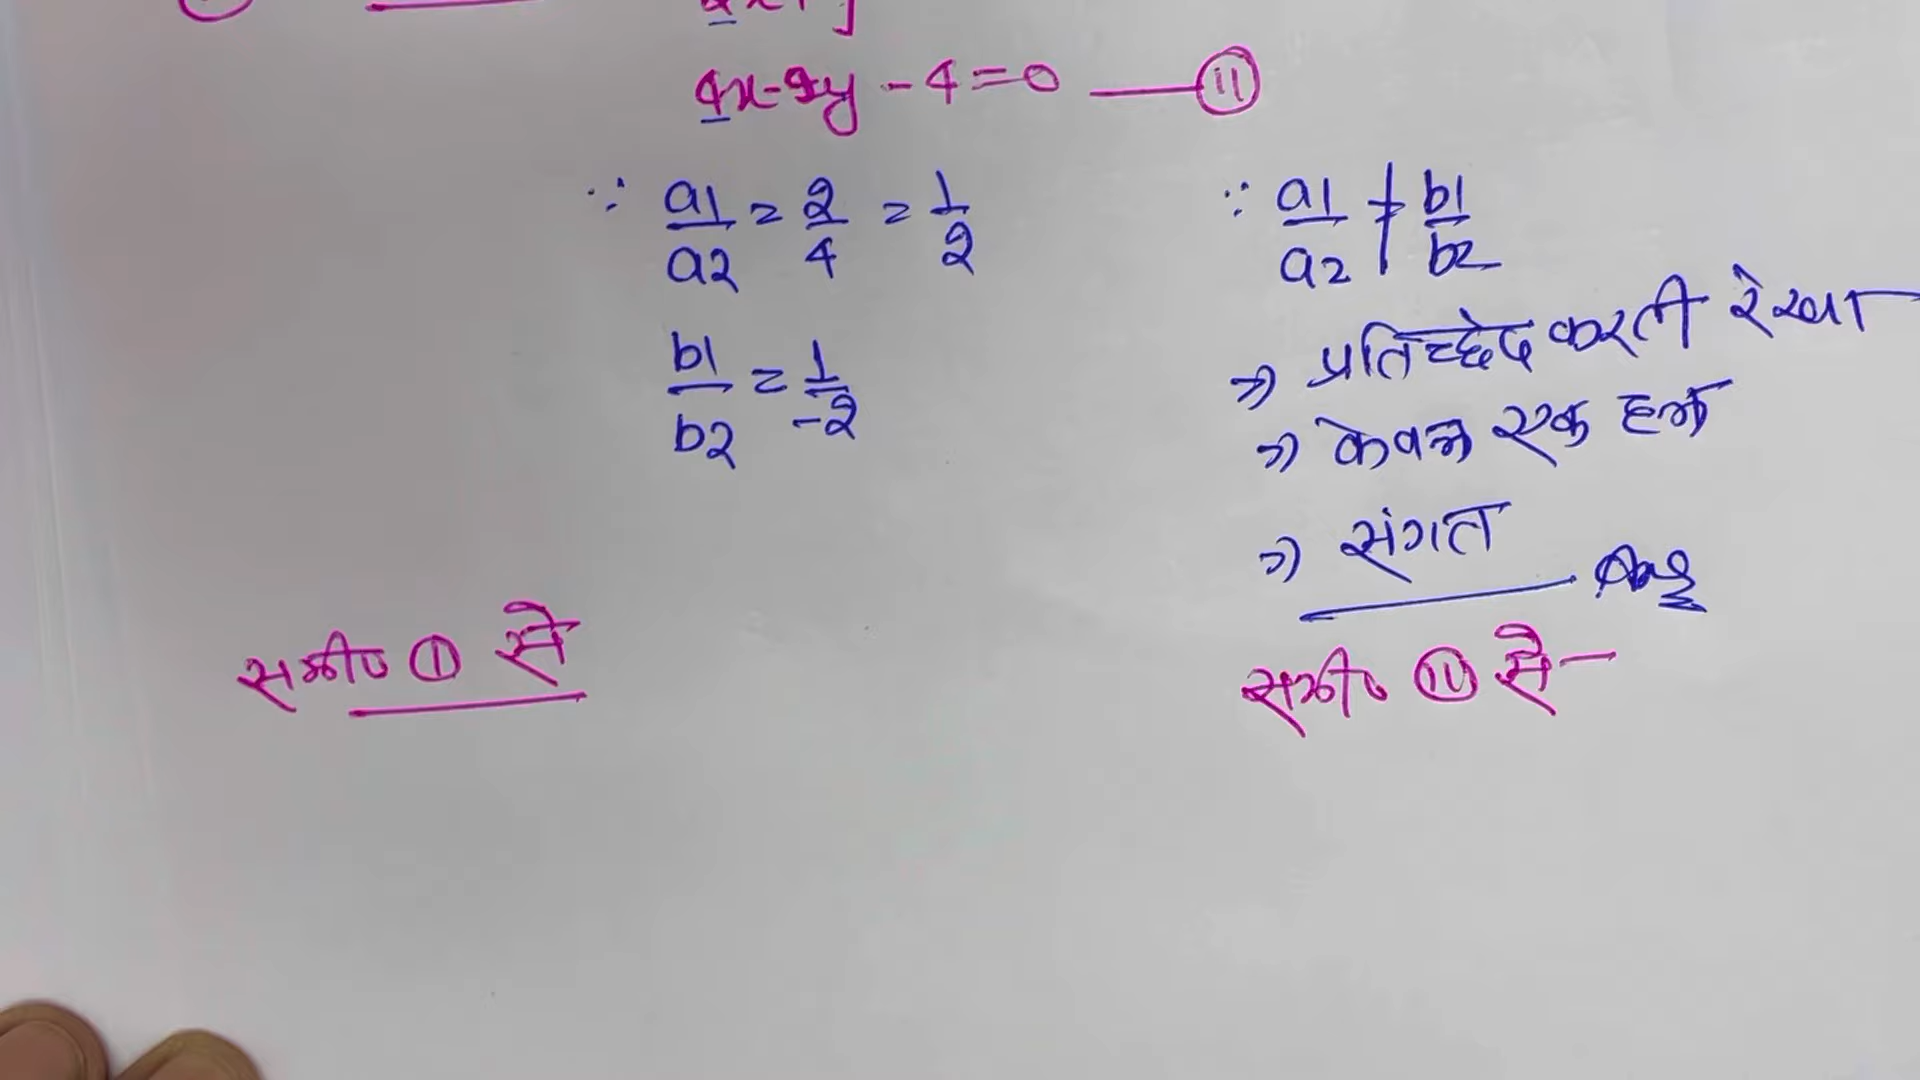 4x-2y - 4 = 0 —— (ii)
∵ a1/a2 = 2/4 = 1/2
b1/b2 = 1/-2
∵ a1/a2 ≠ b1/b2
⇒ प्रतिच्छेद करती रेखा
⇒ केवल एक हल
⇒ संगत Ans
समी० (i) से
समी० (ii) से –